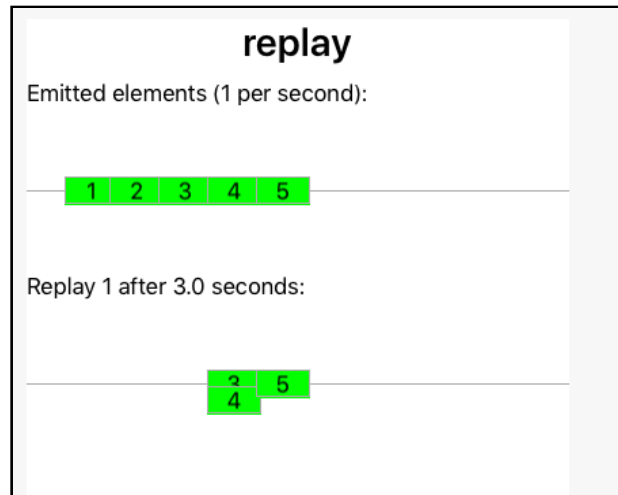 replay
Emitted elements (1 per second):
1 2 3 4 5
Replay 1 after 3.0 seconds:
3 5
4